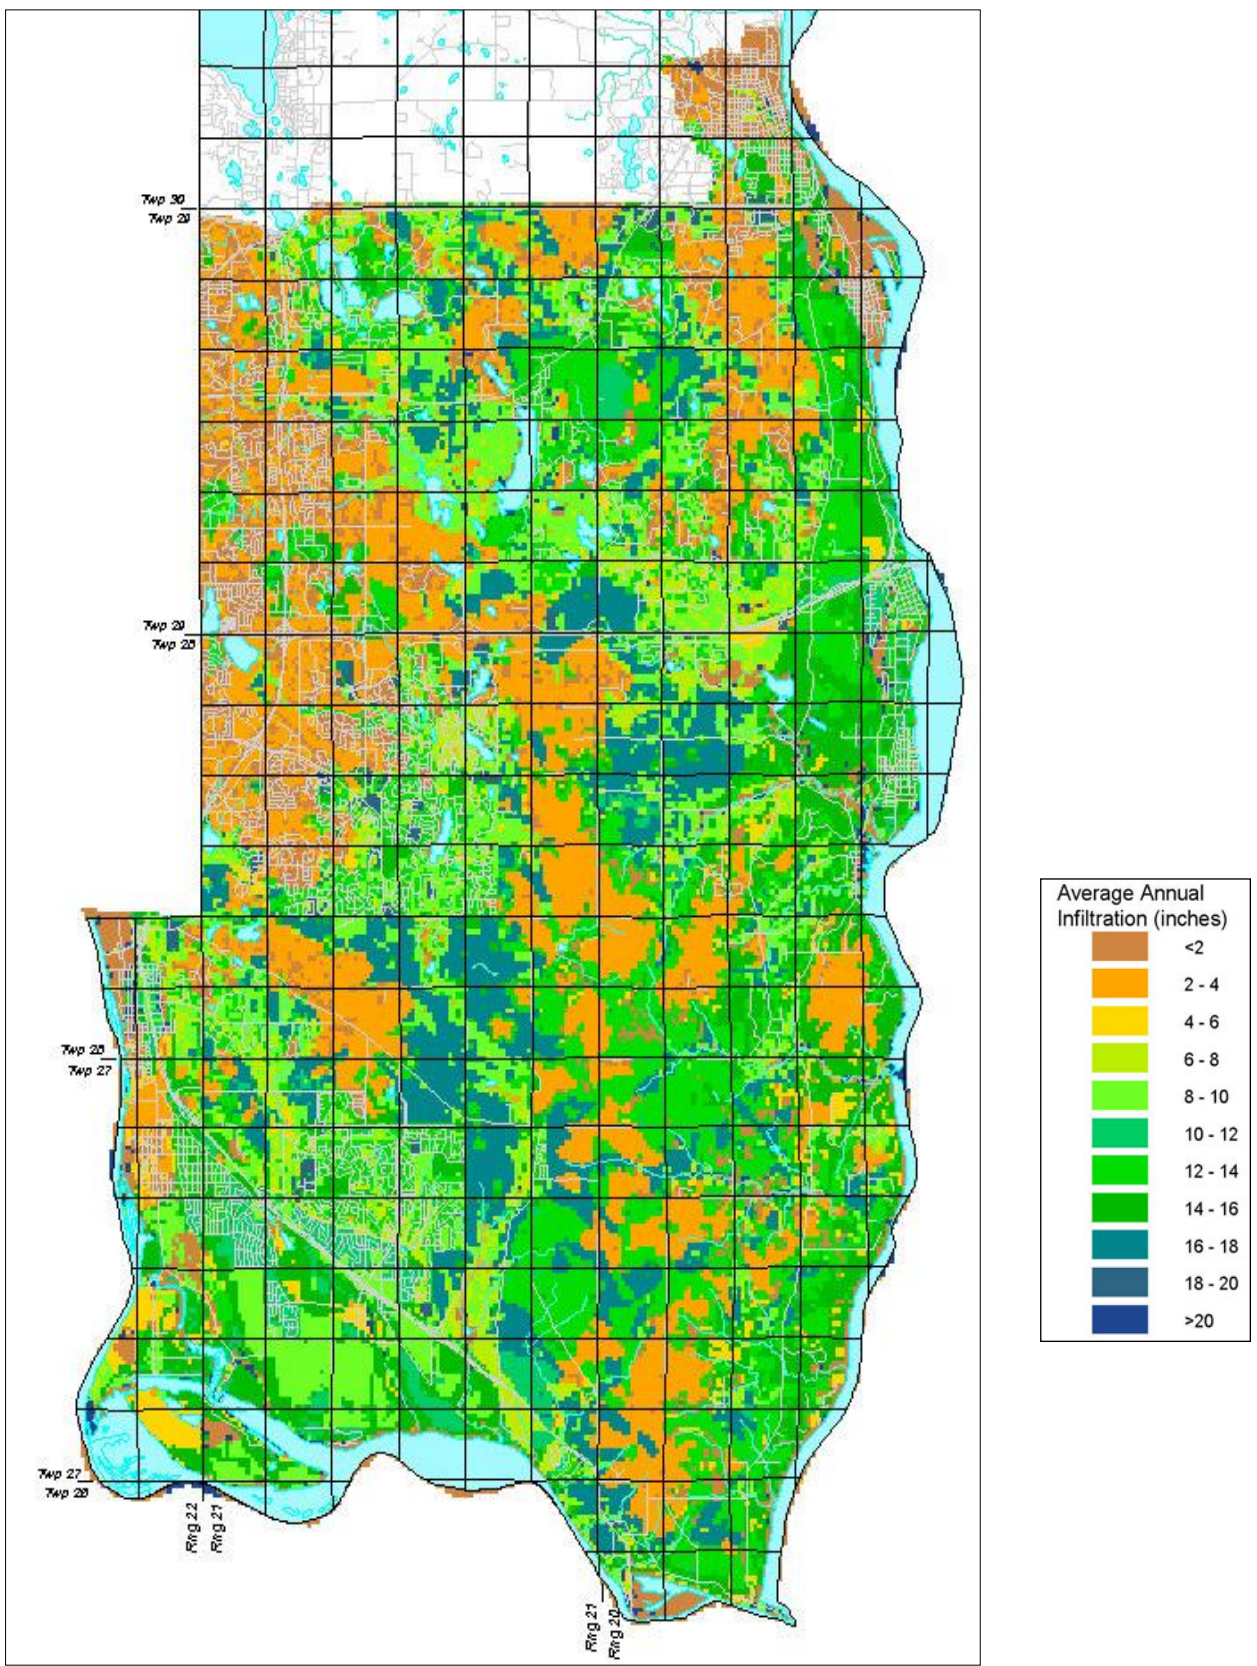 Twp 30
Twp 29
Twp 29
Twp 28
Twp 28
Twp 27
Twp 27
Twp 26
Rng 22
Rng 21
Rng 21
Rng 20
Average Annual
Infiltration (inches)
<2
2 - 4
4 - 6
6 - 8
8 - 10
10 - 12
12 - 14
14 - 16
16 - 18
18 - 20
>20